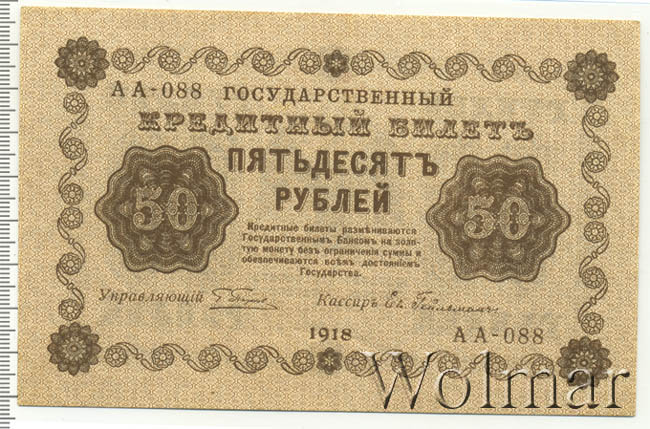 АА-088 ГОСУДАРСТВЕННЫЙ
КРЕДИТНЫЙ БИЛЕТЪ
ПЯТЬДЕСЯТЪ
РУБЛЕЙ
50
50
Кредитные билеты размѣниваются
Государственнымъ Банкомъ на золо-
тую монету безъ ограниченія суммы и
обезпечиваются всѣмъ достояніемъ
Государства.
Управляющій
Кассиръ
1918
АА-088
Wolmar